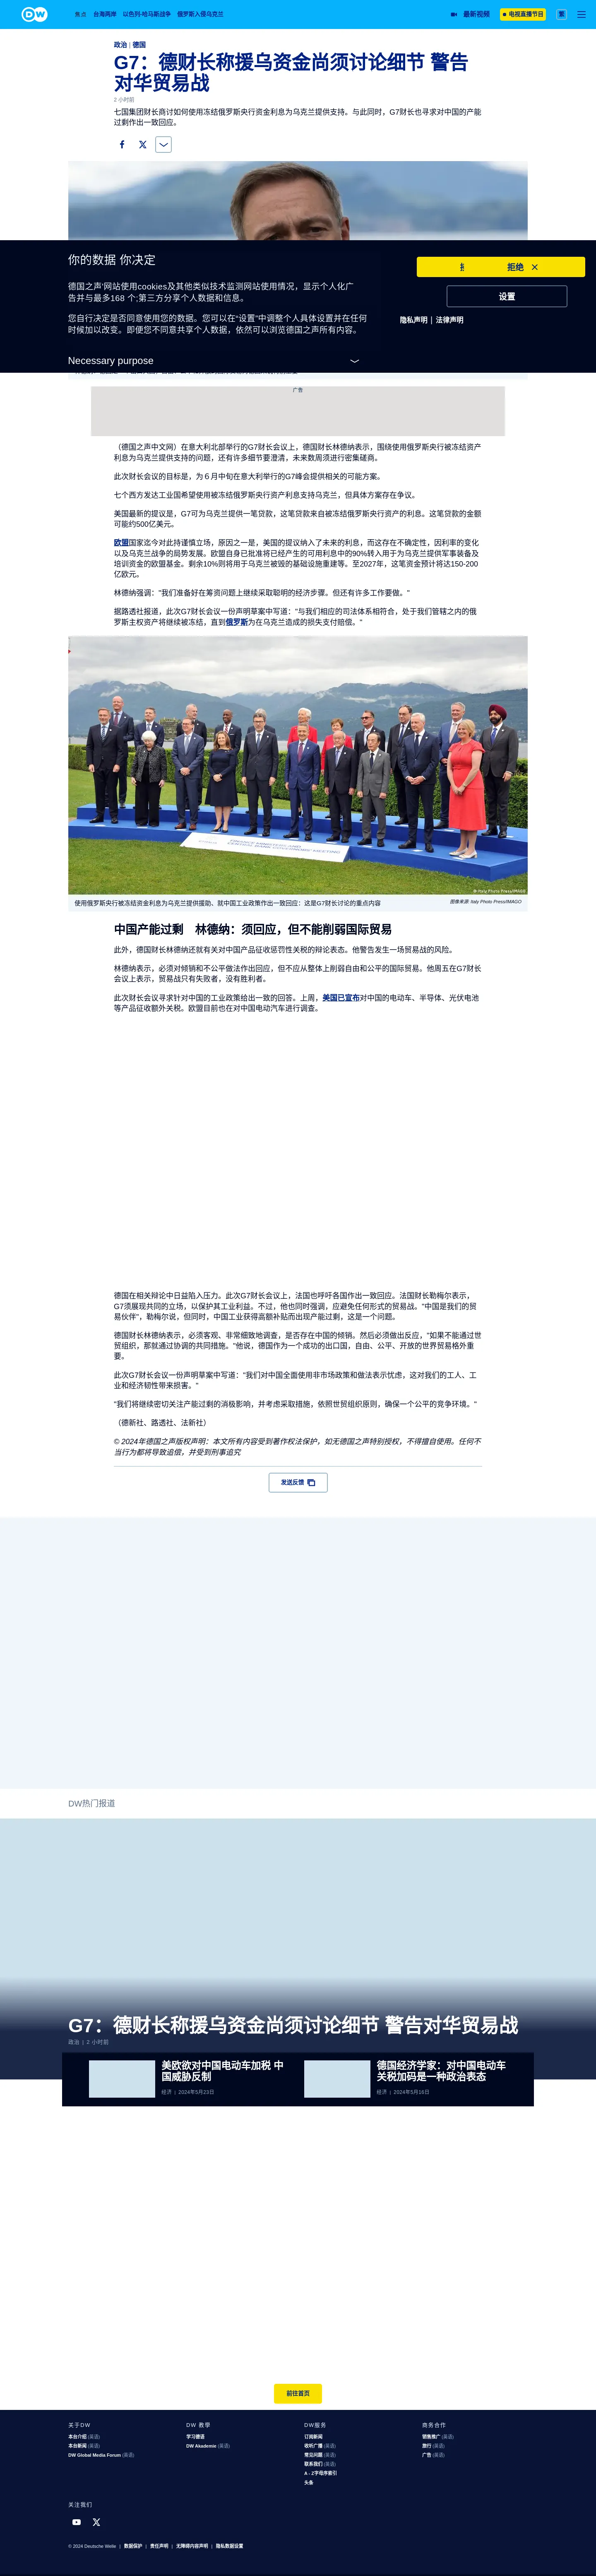 DW
焦点 台海两岸 以色列-哈马斯战争 俄罗斯入侵乌克兰
最新视频 电视直播节目 繁
政治 | 德国
G7：德财长称援乌资金尚须讨论细节 警告
对华贸易战
2 小时前
七国集团财长商讨如何使用冻结俄罗斯央行资金利息为乌克兰提供支持。与此同时，G7财长也寻求对中国的产能
过剩作出一致回应。
你的数据 你决定
德国之声'网站使用cookies及其他类似技术监测网站使用情况，显示个人化广
告并与最多168 个;第三方分享个人数据和信息。
您自行决定是否同意使用您的数据。您可以在"设置"中调整个人具体设置并在任何
时候加以改变。即便您不同意共享个人数据，依然可以浏览德国之声所有内容。
Necessary purpose
拒绝
设置
隐私声明 | 法律声明
广告
（德国之声中文网）在意大利北部举行的G7财长会议上，德国财长林德纳表示，围绕使用俄罗斯央行被冻结资产
利息为乌克兰提供支持的问题，还有许多细节要澄清，未来数周须进行密集磋商。
此次财长会议的目标是，为６月中旬在意大利举行的G7峰会提供相关的可能方案。
七个西方发达工业国希望使用被冻结俄罗斯央行资产利息支持乌克兰，但具体方案存在争议。
美国最新的提议是，G7可为乌克兰提供一笔贷款，这笔贷款来自被冻结俄罗斯央行资产的利息。这笔贷款的金额
可能约500亿美元。
欧盟国家迄今对此持谨慎立场，原因之一是，美国的提议纳入了未来的利息，而这存在不确定性，因利率的变化
以及乌克兰战争的局势发展。欧盟自身已批准将已经产生的可用利息中的90%转入用于为乌克兰提供军事装备及
培训资金的欧盟基金。剩余10%则将用于乌克兰被毁的基础设施重建等。至2027年，这笔资金预计将达150-200
亿欧元。
林德纳强调："我们准备好在筹资问题上继续采取聪明的经济步骤。但还有许多工作要做。"
据路透社报道，此次G7财长会议一份声明草案中写道："与我们相应的司法体系相符合，处于我们管辖之内的俄
罗斯主权资产将继续被冻结，直到俄罗斯为在乌克兰造成的损失支付赔偿。"
© Italy Photo Press/IMAGO
使用俄罗斯央行被冻结资金利息为乌克兰提供援助、就中国工业政策作出一致回应：这是G7财长讨论的重点内容
图像来源: Italy Photo Press/IMAGO
中国产能过剩 林德纳：须回应，但不能削弱国际贸易
此外，德国财长林德纳还就有关对中国产品征收惩罚性关税的辩论表态。他警告发生一场贸易战的风险。
林德纳表示，必须对倾销和不公平做法作出回应，但不应从整体上削弱自由和公平的国际贸易。他周五在G7财长
会议上表示，贸易战只有失败者，没有胜利者。
此次财长会议寻求针对中国的工业政策给出一致的回答。上周，美国已宣布对中国的电动车、半导体、光伏电池
等产品征收额外关税。欧盟目前也在对中国电动汽车进行调查。
德国在相关辩论中日益陷入压力。此次G7财长会议上，法国也呼吁各国作出一致回应。法国财长勒梅尔表示，
G7须展现共同的立场，以保护其工业利益。不过，他也同时强调，应避免任何形式的贸易战。"中国是我们的贸
易伙伴"，勒梅尔说，但同时，中国工业获得高额补贴而出现产能过剩，这是一个问题。
德国财长林德纳表示，必须客观、非常细致地调查，是否存在中国的倾销。然后必须做出反应，"如果不能通过世
贸组织，那就通过协调的共同措施。"他说，德国作为一个成功的出口国，自由、公平、开放的世界贸易格外重
要。
此次G7财长会议一份声明草案中写道："我们对中国全面使用非市场政策和做法表示忧虑，这对我们的工人、工
业和经济韧性带来损害。"
"我们将继续密切关注产能过剩的消极影响，并考虑采取措施，依照世贸组织原则，确保一个公平的竞争环境。"
（德新社、路透社、法新社）
© 2024年德国之声版权声明：本文所有内容受到著作权法保护，如无德国之声特别授权，不得擅自使用。任何不
当行为都将导致追偿，并受到刑事追究
发送反馈
DW热门报道
G7：德财长称援乌资金尚须讨论细节 警告对华贸易战
政治 | 2 小时前
美欧欲对中国电动车加税 中
国威胁反制
经济 | 2024年5月23日
德国经济学家：对中国电动车
关税加码是一种政治表态
经济 | 2024年5月16日
前往首页
关于DW
本台介绍 (英语)
本台新闻 (英语)
DW Global Media Forum (英语)
DW 教学
学习德语
DW Akademie (英语)
DW服务
订阅新闻
收听广播 (英语)
常见问题 (英语)
联系我们 (英语)
A - Z字母序索引
头条
商务合作
销售推广 (英语)
旅行 (英语)
广告 (英语)
关注我们
© 2024 Deutsche Welle | 数据保护 | 责任声明 | 无障碍内容声明 | 隐私数据设置